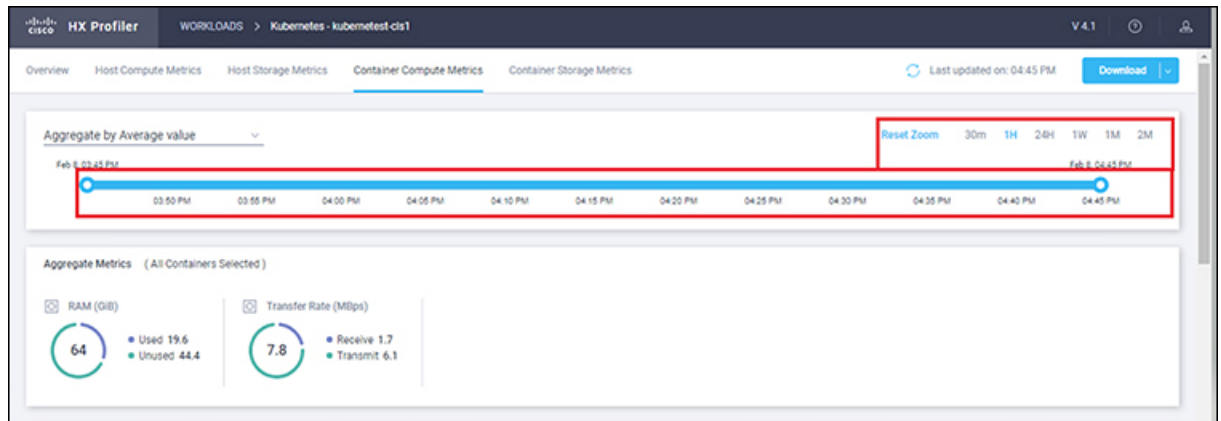 cisco HX Profiler WORKLOADS > Kubernetes - kubernetest-cls1 V 4.1
Overview Host Compute Metrics Host Storage Metrics Container Compute Metrics Container Storage Metrics Last updated on: 04:45 PM Download
Aggregate by Average value Reset Zoom 30m 1H 24H 1W 1M 2M
Feb 8, 03:45 PM Feb 8, 04:45 PM
03:50 PM 03:55 PM 04:00 PM 04:05 PM 04:10 PM 04:15 PM 04:20 PM 04:25 PM 04:30 PM 04:35 PM 04:40 PM 04:45 PM
Aggregate Metrics ( All Containers Selected )
RAM (GiB) Transfer Rate (MBps)
64 Used 19.6 7.8 Receive 1.7
Unused 44.4 Transmit 6.1